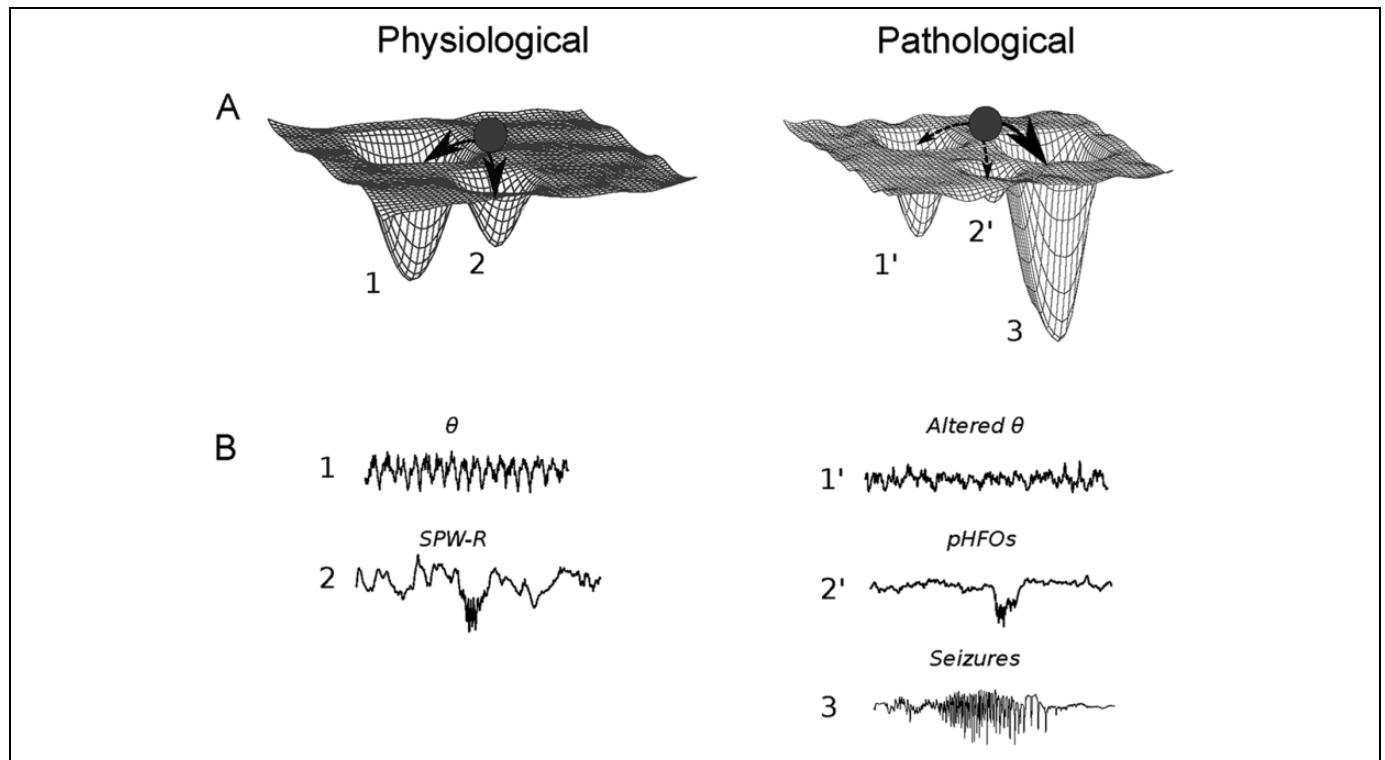 Physiological Pathological
A
1 2 1' 2' 3
B
θ Altered θ
1 1'
SPW-R pHFOs
2 2'
Seizures
3